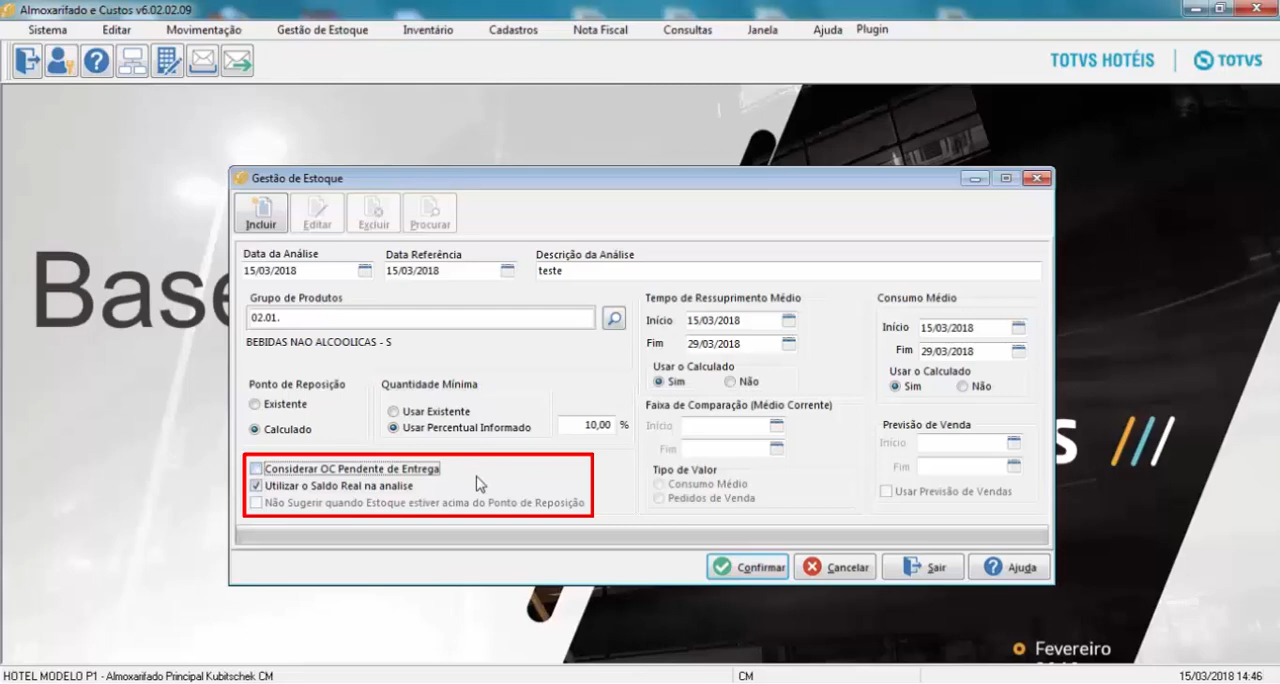 Almoxarifado e Custos v6.02.02.09
Sistema Editar Movimentação Gestão de Estoque Inventário Cadastros Nota Fiscal Consultas Janela Ajuda Plugin
TOTVS HOTÉIS TOTVS
Base
Gestão de Estoque
Incluir Editar Excluir Procurar
Data da Análise Data Referência Descrição da Análise
15/03/2018 15/03/2018 teste
Grupo de Produtos
02.01.
BEBIDAS NAO ALCOOLICAS - S
Ponto de Reposição
Existente
Calculado
Quantidade Mínima
Usar Existente
Usar Percentual Informado 10,00 %
Considerar OC Pendente de Entrega
Utilizar o Saldo Real na analise
Não Sugerir quando Estoque estiver acima do Ponto de Reposição
Tempo de Ressuprimento Médio
Início 15/03/2018
Fim 29/03/2018
Usar o Calculado
Sim Não
Faixa de Comparação (Médio Corrente)
Início
Fim
Tipo de Valor
Consumo Médio
Pedidos de Venda
Consumo Médio
Início 15/03/2018
Fim 29/03/2018
Usar o Calculado
Sim Não
Previsão de Venda
Início
Fim
Usar Previsão de Vendas
Confirmar Cancelar Sair Ajuda
S
Fevereiro
HOTEL MODELO P1 - Almoxarifado Principal Kubitschek CM CM 15/03/2018 14:46